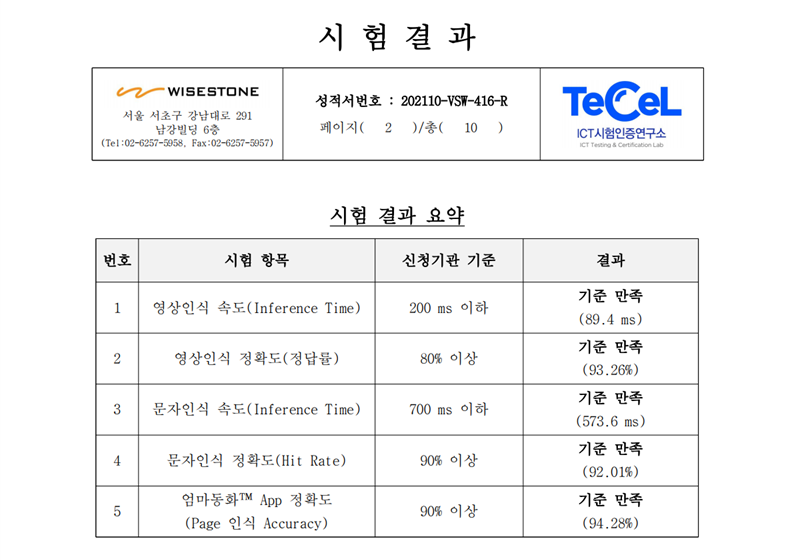 시 험 결 과
WISESTONE
서울 서초구 강남대로 291
남강빌딩 6층
(Tel:02-6257-5958, Fax:02-6257-5957)
성적서번호 : 202110-VSW-416-R
페이지( 2 )/총( 10 )
TeCeL
ICT시험인증연구소
ICT Testing & Certification Lab
시험 결과 요약
번호 시험 항목 신청기관 기준 결과
1 영상인식 속도(Inference Time) 200 ms 이하 기준 만족
(89.4 ms)
2 영상인식 정확도(정답률) 80% 이상 기준 만족
(93.26%)
3 문자인식 속도(Inference Time) 700 ms 이하 기준 만족
(573.6 ms)
4 문자인식 정확도(Hit Rate) 90% 이상 기준 만족
(92.01%)
5 엄마동화™ App 정확도
(Page 인식 Accuracy) 90% 이상 기준 만족
(94.28%)